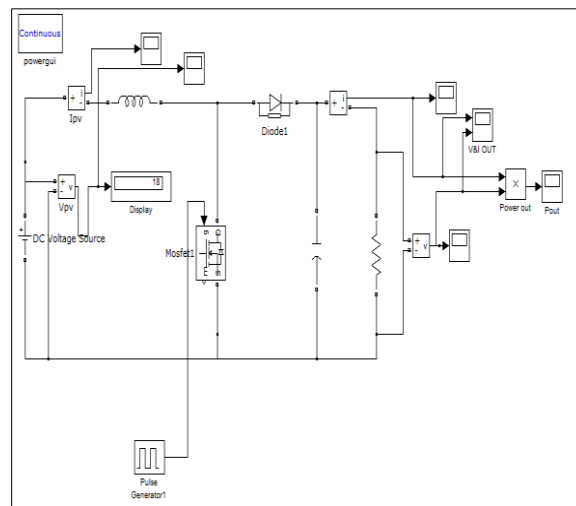 Continuous
powergui
+ i
-
Ipv
Diode1
+ i
-
V&I OUT
+ v
-
Vpv
18
Display
X
Power out
Pout
+
DC Voltage Source
Mosfet1
g
E
+ v
-
Pulse
Generator1